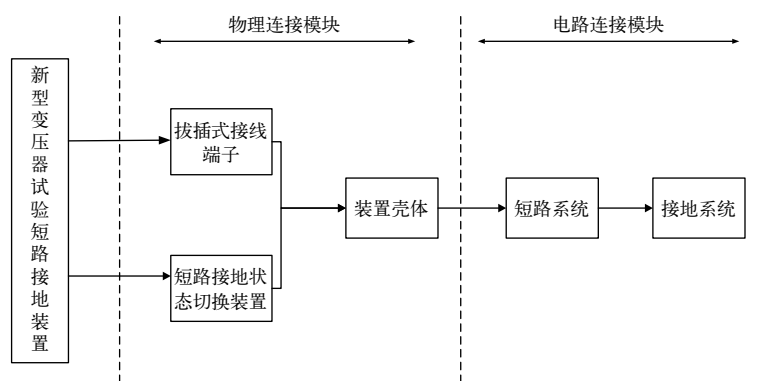 物理连接模块
电路连接模块
新型变压器试验短路接地装置
拔插式接线
端子
短路接地状
态切换装置
装置壳体
短路系统
接地系统